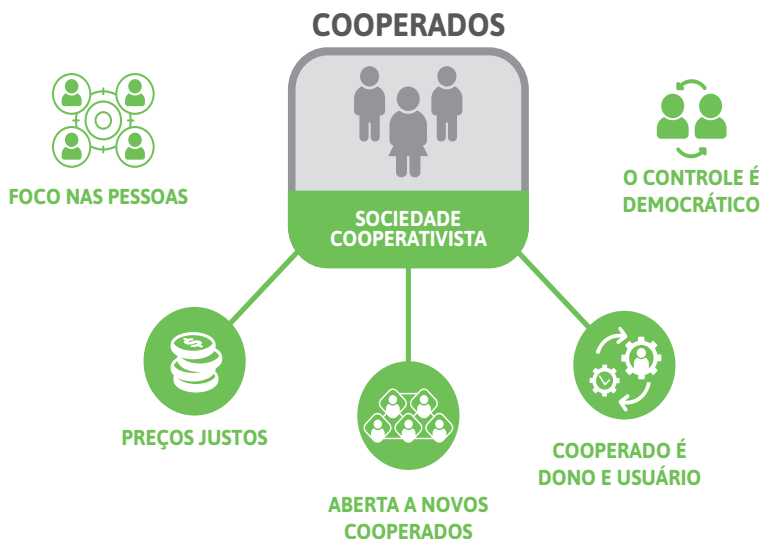 COOPERADOS
FOCO NAS PESSOAS
O CONTROLE É
DEMOCRÁTICO
SOCIEDADE
COOPERATIVISTA
PREÇOS JUSTOS
ABERTA A NOVOS
COOPERADOS
COOPERADO É
DONO E USUÁRIO